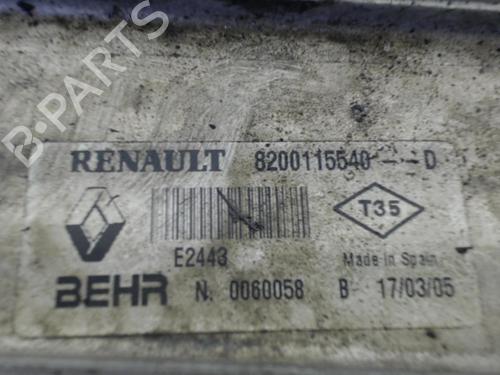 B-PARTS
RENAULT 8200115540 -- D
T35
E2443
Made in Spain
BEHR N. 0060058 B- 17/03/05